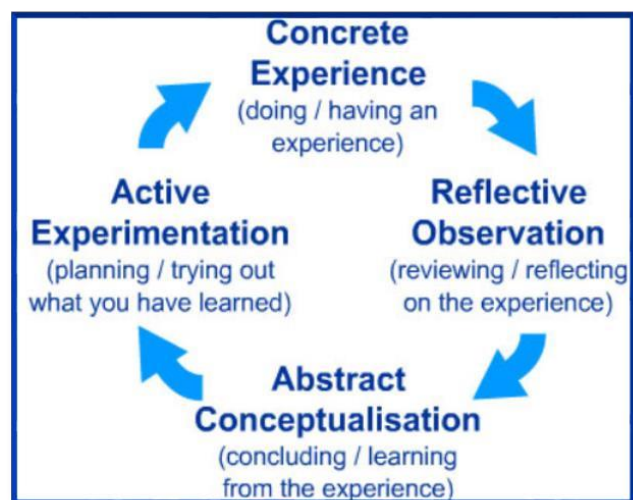 Concrete
Experience
(doing / having an
experience)
Reflective
Observation
(reviewing / reflecting
on the experience)
Abstract
Conceptualisation
(concluding / learning
from the experience)
Active
Experimentation
(planning / trying out
what you have learned)